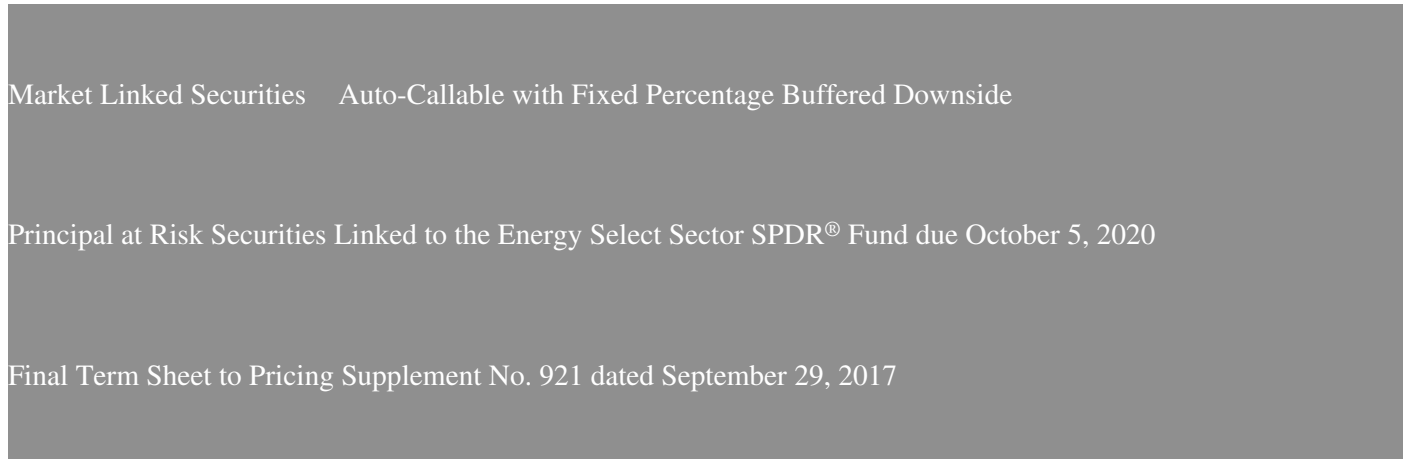 Market Linked Securities Auto-Callable with Fixed Percentage Buffered Downside
Principal at Risk Securities Linked to the Energy Select Sector SPDR® Fund due October 5, 2020
Final Term Sheet to Pricing Supplement No. 921 dated September 29, 2017